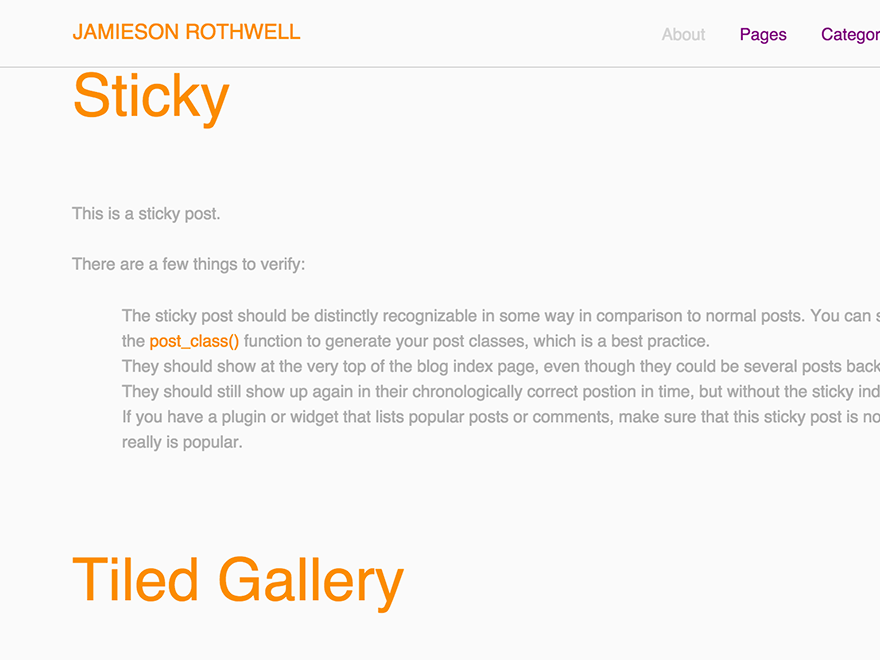 JAMIESON ROTHWELL
About Pages Categor
Sticky
This is a sticky post.
There are a few things to verify:
The sticky post should be distinctly recognizable in some way in comparison to normal posts. You can s
the post_class() function to generate your post classes, which is a best practice.
They should show at the very top of the blog index page, even though they could be several posts back
They should still show up again in their chronologically correct postion in time, but without the sticky ind
If you have a plugin or widget that lists popular posts or comments, make sure that this sticky post is no
really is popular.
Tiled Gallery